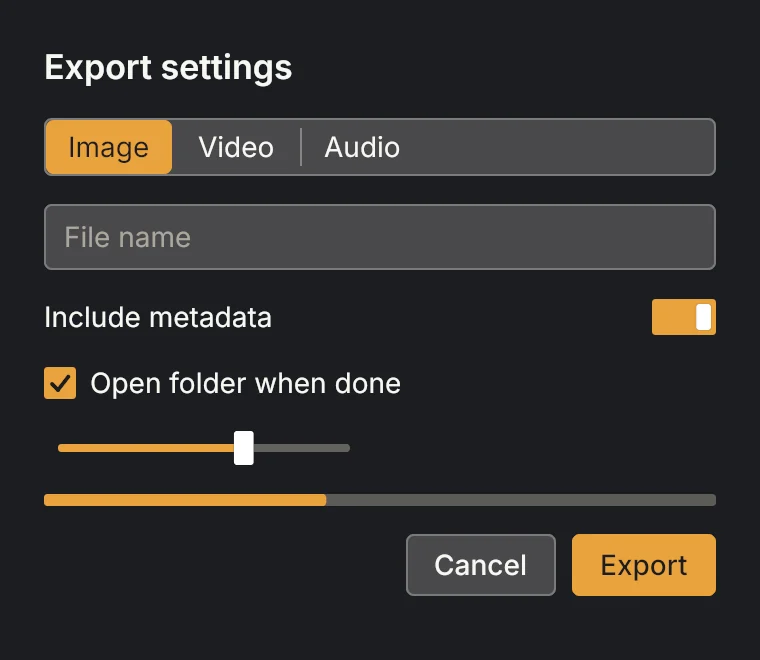 Export settings
Image Video Audio
File name
Include metadata
Open folder when done
Cancel Export